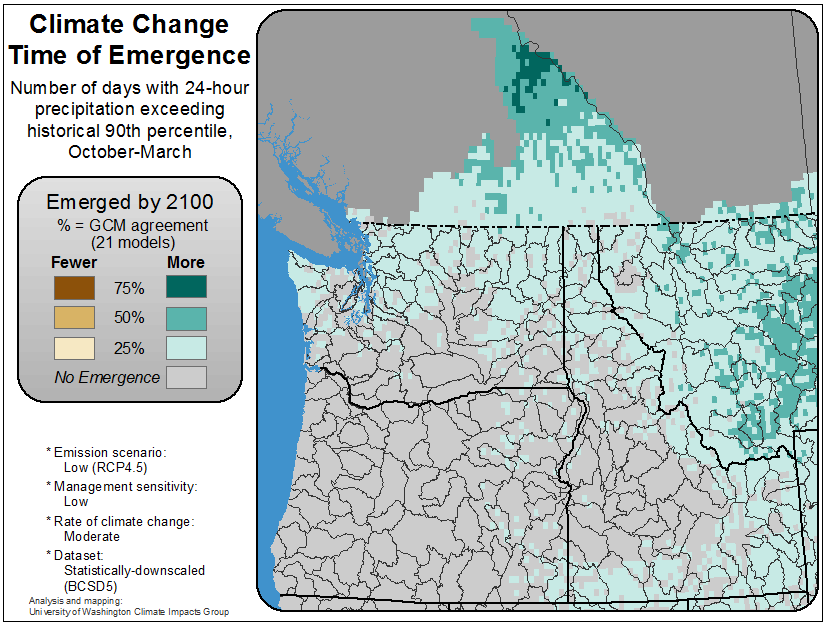 Climate Change
Time of Emergence
Number of days with 24-hour
precipitation exceeding
historical 90th percentile,
October-March
Emerged by 2100
% = GCM agreement
(21 models)
Fewer More
75%
50%
25%
No Emergence
* Emission scenario:
Low (RCP4.5)
* Management sensitivity:
Low
* Rate of climate change:
Moderate
* Dataset:
Statistically-downscaled
(BCSD5)
Analysis and mapping:
University of Washington Climate Impacts Group